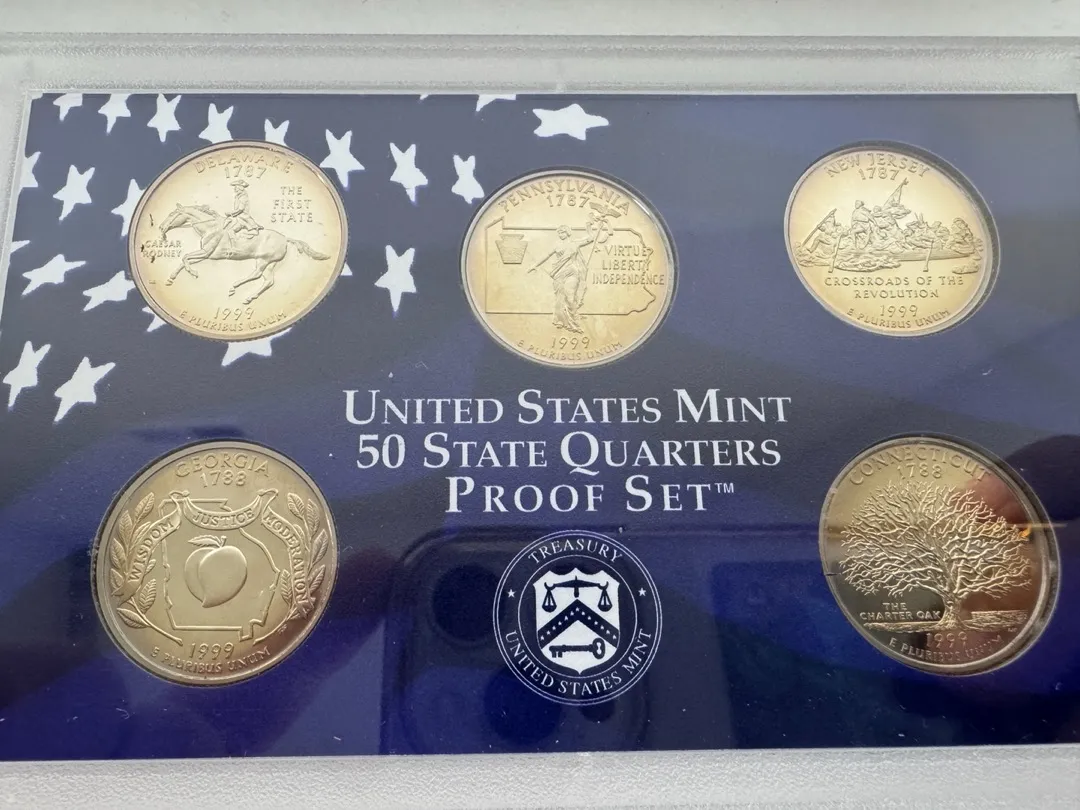 DELAWARE
1787
THE
FIRST
STATE
CAESAR
RODNEY
1999
E PLURIBUS UNUM
PENNSYLVANIA
1787
VIRTUE
LIBERTY
INDEPENDENCE
1999
E PLURIBUS UNUM
NEW JERSEY
1787
CROSSROADS OF THE
REVOLUTION
1999
E PLURIBUS UNUM
UNITED STATES MINT
50 STATE QUARTERS
PROOF SET™
GEORGIA
1788
WISDOM JUSTICE MODERATION
1999
E PLURIBUS UNUM
TREASURY
UNITED STATES MINT
CONNECTICUT
1788
THE
CHARTER OAK
1999
E PLURIBUS UNUM